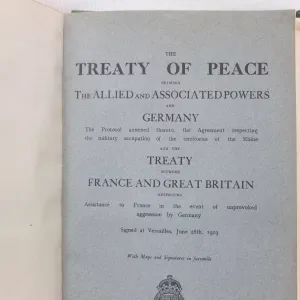 THE
TREATY OF PEACE
BETWEEN
THE ALLIED AND ASSOCIATED POWERS
AND
GERMANY
The Protocol annexed thereto, the Agreement respecting
the military occupation of the territories of the Rhine
AND THE
TREATY
BETWEEN
FRANCE AND GREAT BRITAIN
RESPECTING
Assistance to France in the event of unprovoked
aggression by Germany
Signed at Versailles, June 28th, 1919
With Maps and Signatures in facsimile